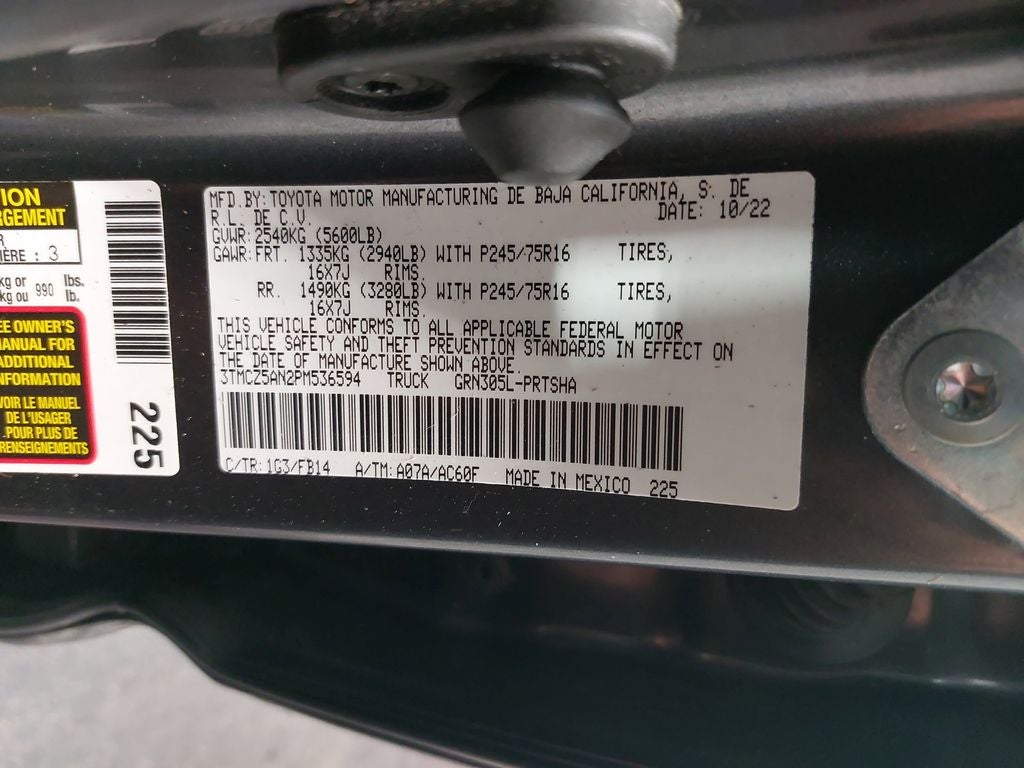 TION
RGEMENT
R
IÈRE : 3
kg or lbs.
kg ou 990 lb.
EE OWNER'S
MANUAL FOR
ADDITIONAL
INFORMATION
VOIR LE MANUEL
DE L'USAGER
POUR PLUS DE
RENSEIGNEMENTS
225
MFD.BY:TOYOTA MOTOR MANUFACTURING DE BAJA CALIFORNIA, S. DE
R.L. DE C.V. DATE: 10/22
GVWR:2540KG (5600LB)
GAWR:FRT. 1335KG (2940LB) WITH P245/75R16 TIRES,
16X7J RIMS.
RR. 1490KG (3280LB) WITH P245/75R16 TIRES,
16X7J RIMS.
THIS VEHICLE CONFORMS TO ALL APPLICABLE FEDERAL MOTOR
VEHICLE SAFETY AND THEFT PREVENTION STANDARDS IN EFFECT ON
THE DATE OF MANUFACTURE SHOWN ABOVE.
3TMCZ5AN2PM536594 TRUCK GRN305L-PRTSHA
C/TR:1G3/FB14 A/TM:A07A/AC60F MADE IN MEXICO 225